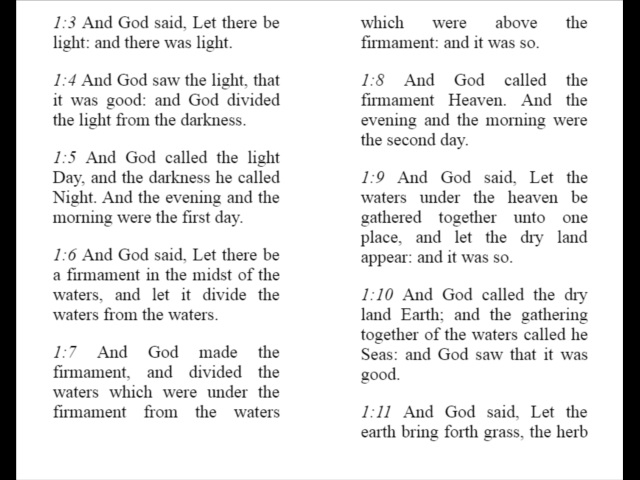 1:3 And God said, Let there be
light: and there was light.
1:4 And God saw the light, that
it was good: and God divided
the light from the darkness.
1:5 And God called the light
Day, and the darkness he called
Night. And the evening and the
morning were the first day.
1:6 And God said, Let there be
a firmament in the midst of the
waters, and let it divide the
waters from the waters.
1:7 And God made the
firmament, and divided the
waters which were under the
firmament from the waters
which were above the
firmament: and it was so.
1:8 And God called the
firmament Heaven. And the
evening and the morning were
the second day.
1:9 And God said, Let the
waters under the heaven be
gathered together unto one
place, and let the dry land
appear: and it was so.
1:10 And God called the dry
land Earth; and the gathering
together of the waters called he
Seas: and God saw that it was
good.
1:11 And God said, Let the
earth bring forth grass, the herb